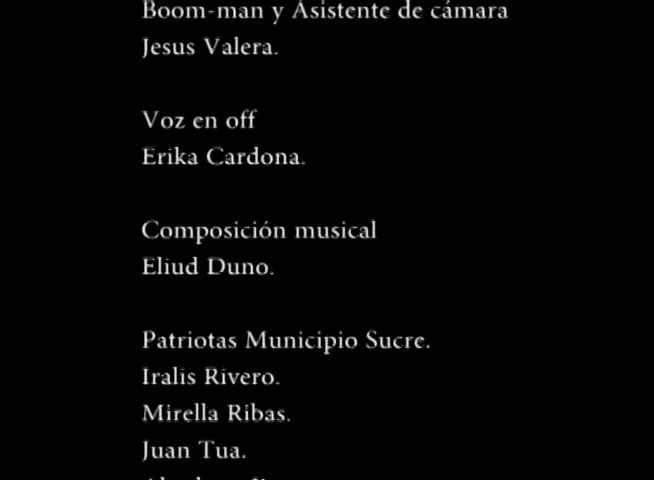 Boom-man y Asistente de cámara
Jesus Valera.
Voz en off
Erika Cardona.
Composición musical
Eliud Duno.
Patriotas Municipio Sucre.
Iralis Rivero.
Mirella Ribas.
Juan Tua.